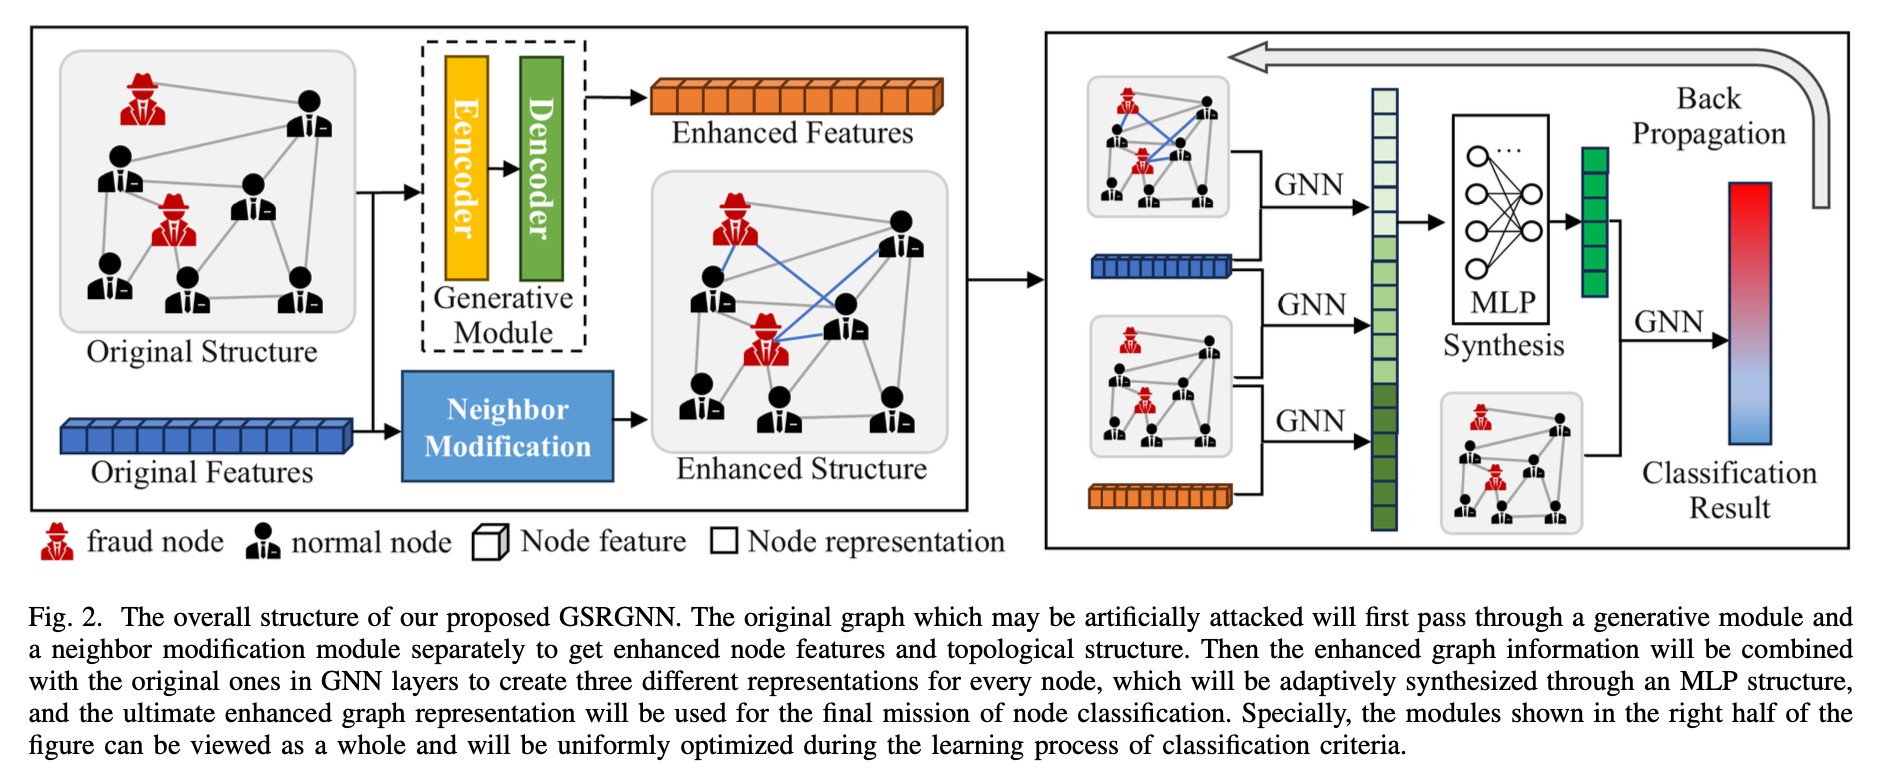 Eencoder
Dencoder
Generative
Module
Enhanced Features
Original Structure
Original Features
Neighbor
Modification
Enhanced Structure
GNN
GNN
GNN
...
MLP
Synthesis
Back
Propagation
GNN
Classification
Result
fraud node
normal node
Node feature
Node representation
Fig. 2. The overall structure of our proposed GSRGNN. The original graph which may be artificially attacked will first pass through a generative module and
a neighbor modification module separately to get enhanced node features and topological structure. Then the enhanced graph information will be combined
with the original ones in GNN layers to create three different representations for every node, which will be adaptively synthesized through an MLP structure,
and the ultimate enhanced graph representation will be used for the final mission of node classification. Specially, the modules shown in the right half of the
figure can be viewed as a whole and will be uniformly optimized during the learning process of classification criteria.